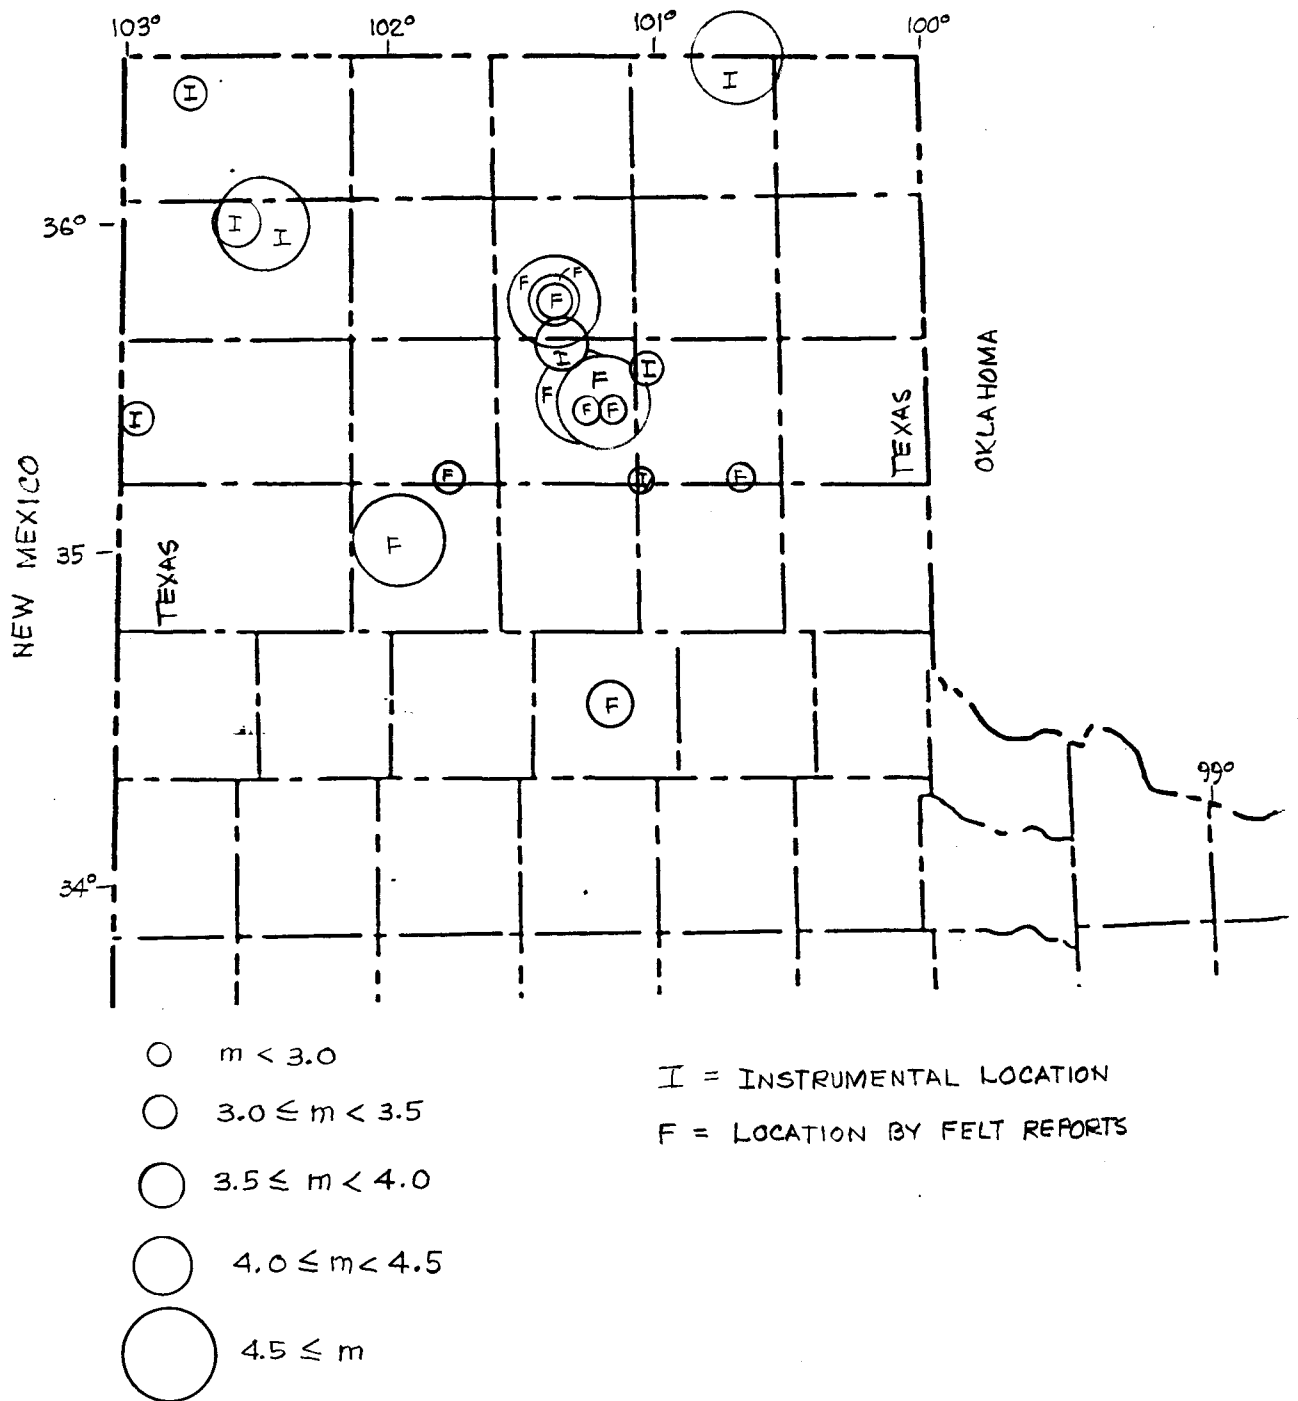 103° 102° 101° 100°
I
I
I I
36°
F F
F
I
I
F F
F F
I
F I F
F
35
F
34°
99°
NEW MEXICO
TEXAS
TEXAS
OKLAHOMA
m < 3.0
3.0 ≤ m < 3.5
3.5 ≤ m < 4.0
4.0 ≤ m < 4.5
4.5 ≤ m
I = INSTRUMENTAL LOCATION
F = LOCATION BY FELT REPORTS